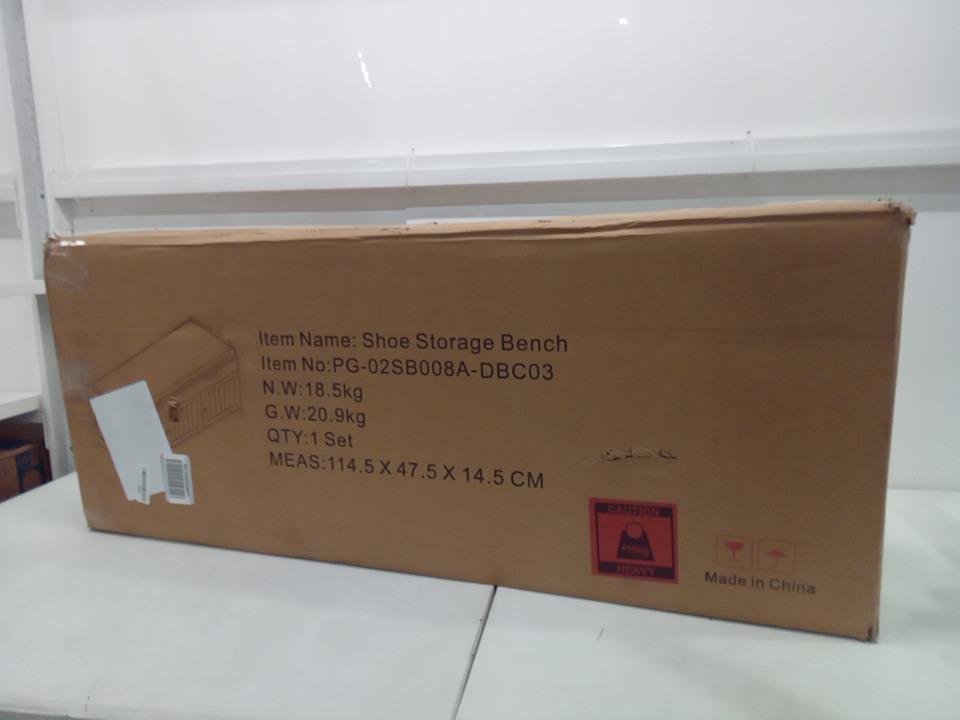 Item Name: Shoe Storage Bench
Item No:PG-02SB008A-DBC03
N.W:18.5kg
G.W:20.9kg
QTY:1 Set
MEAS:114.5 X 47.5 X 14.5 CM
CAUTION
+15kg
HEAVY
Made in China